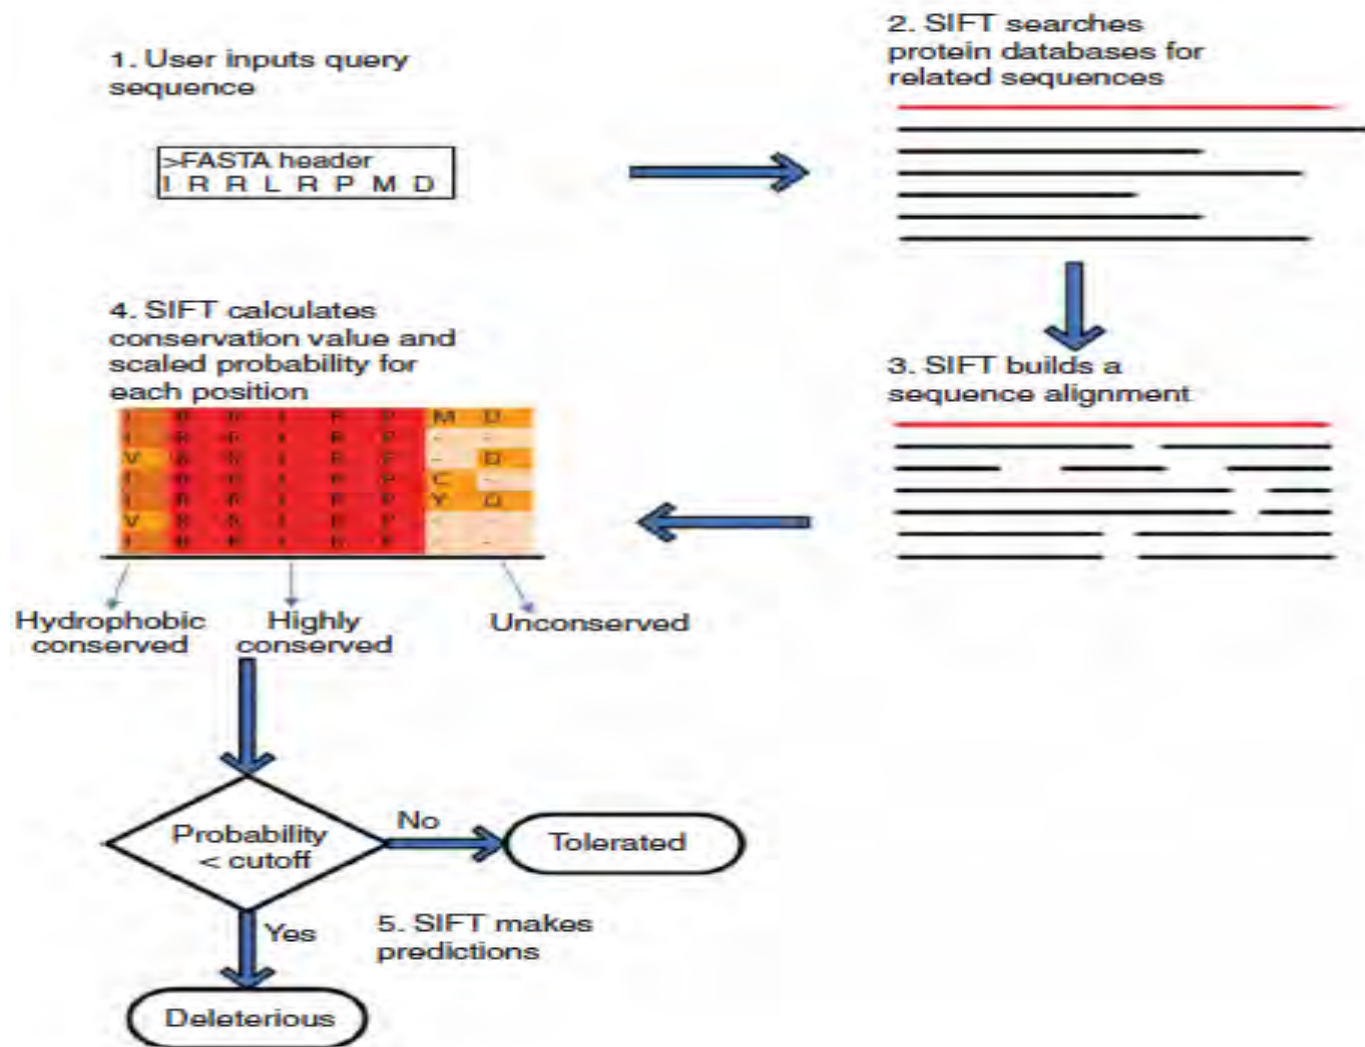 1. User inputs query
sequence
>FASTA header
I R R L R P M D
2. SIFT searches
protein databases for
related sequences
3. SIFT builds a
sequence alignment
4. SIFT calculates
conservation value and
scaled probability for
each position
M D
- -
V - D
C -
Y
V - -
- -
Hydrophobic
conserved
Highly
conserved
Unconserved
Probability
< cutoff
No
Tolerated
Yes
5. SIFT makes
predictions
Deleterious